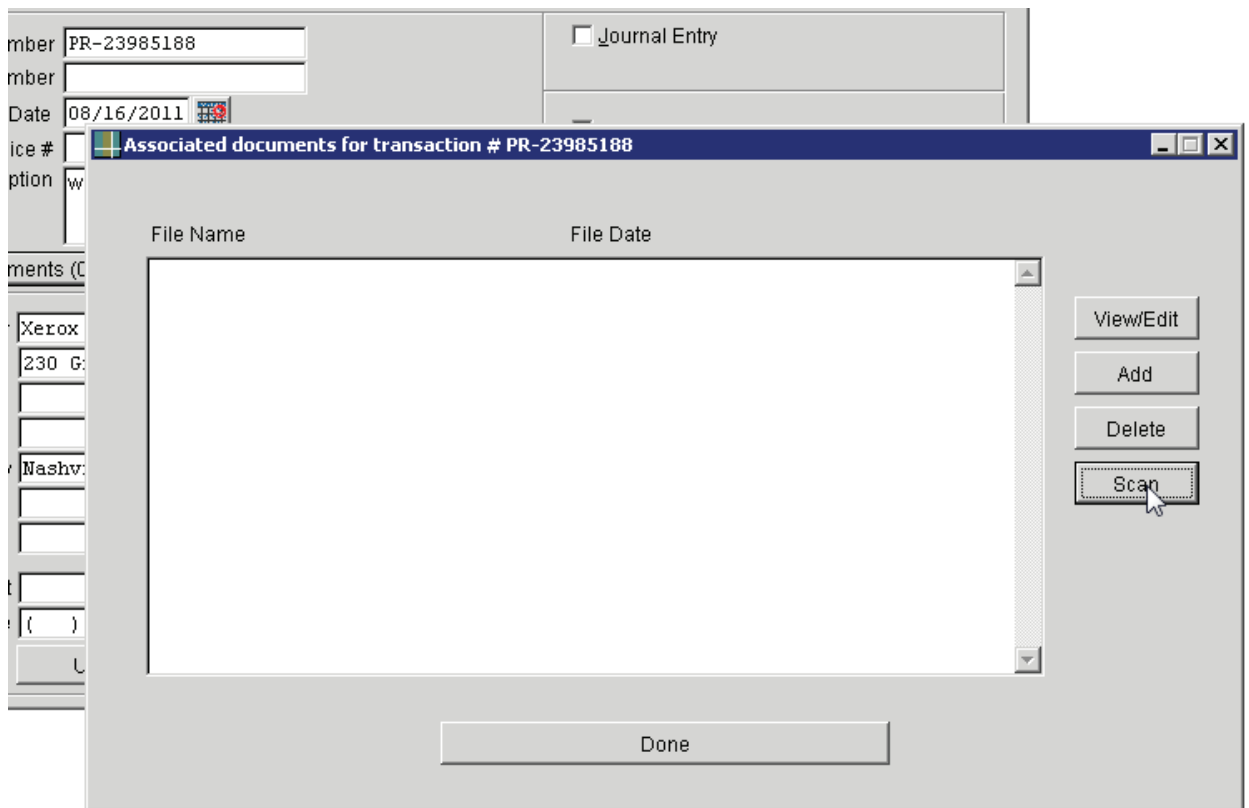 mber PR-23985188
Journal Entry
mber
Date 08/16/2011
ice #
ption w
Associated documents for transaction # PR-23985188
File Name File Date
ments (
Xerox
230 G
Nashv
t
( )
View/Edit
Add
Delete
Scan
Done